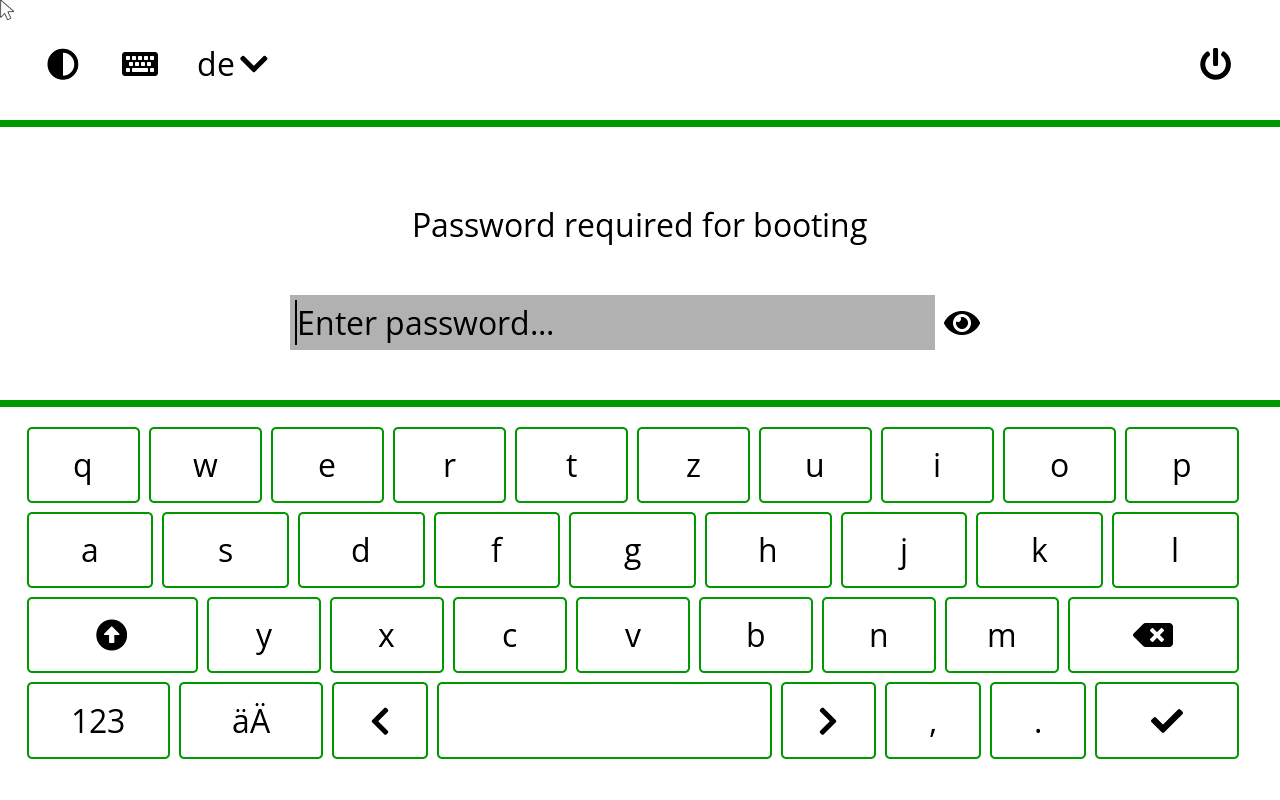 de
Password required for booting
Enter password...
q w e r t z u i o p
a s d f g h j k l
y x c v b n m
123 äÄ , .